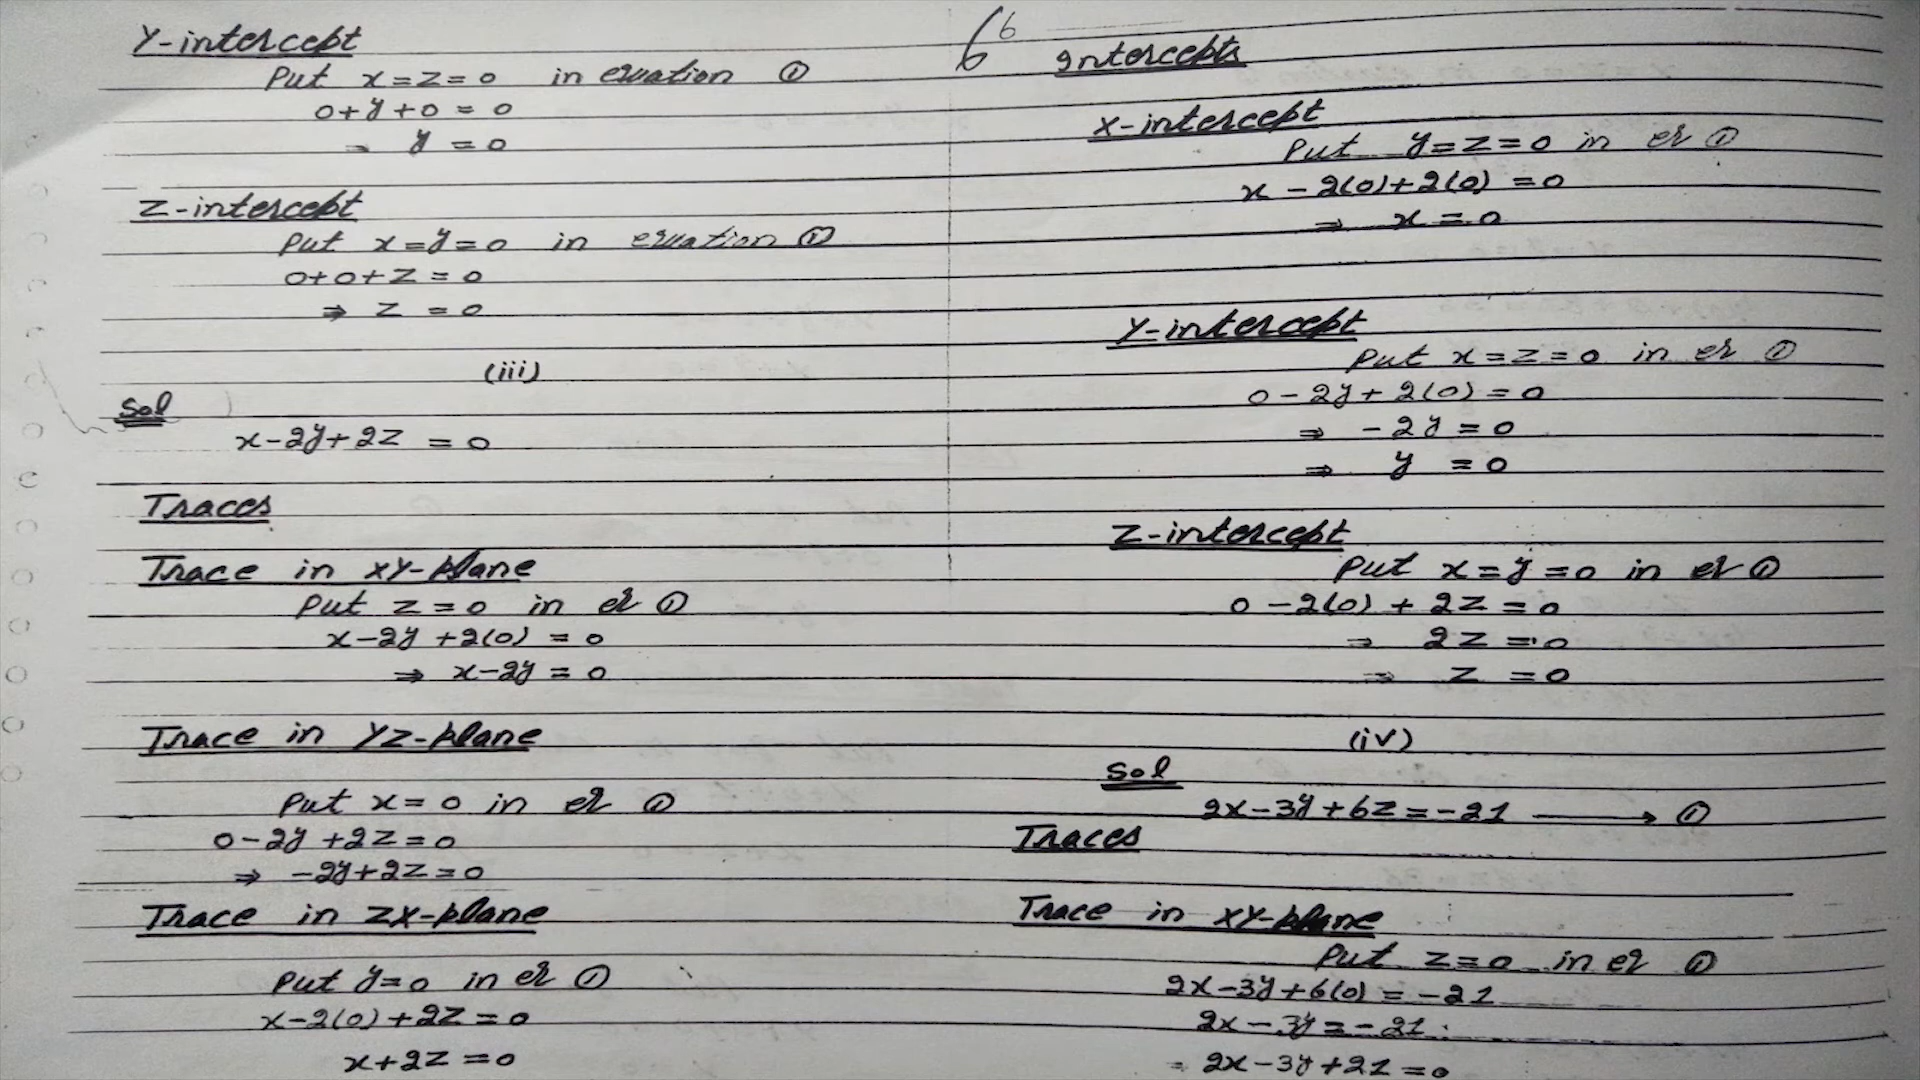 Y-intercept
Put x=z=0 in equation ①
0+y+0 = 0
⇒ y = 0
Z-intercept
Put x=y=0 in equation ①
0+0+z = 0
⇒ z = 0
(iii)
Sol
x-2y+2z = 0
Traces
Trace in xy-plane
Put z=0 in eq ①
x-2y+2(0) = 0
⇒ x-2y = 0
Trace in yz-plane
Put x=0 in eq ①
0-2y+2z=0
⇒ -2y+2z=0
Trace in zx-plane
Put y=0 in eq ①
x-2(0)+2z=0
x+2z=0
6
6
Intercepts
x-intercept
Put y=z=0 in eq ①
x-2(0)+2(0) =0
⇒ x=0
Y-intercept
Put x=z=0 in eq ①
0-2y+2(0)=0
⇒ -2y=0
⇒ y=0
Z-intercept
Put x=y=0 in eq ①
0-2(0)+2z=0
⇒ 2z=0
⇒ z=0
(iv)
Sol
2x-3y+6z=-21 → ①
Traces
Trace in xy-plane
Put z=0 in eq ①
2x-3y+6(0)=-21
2x-3y=-21
= 2x-3y+21=0